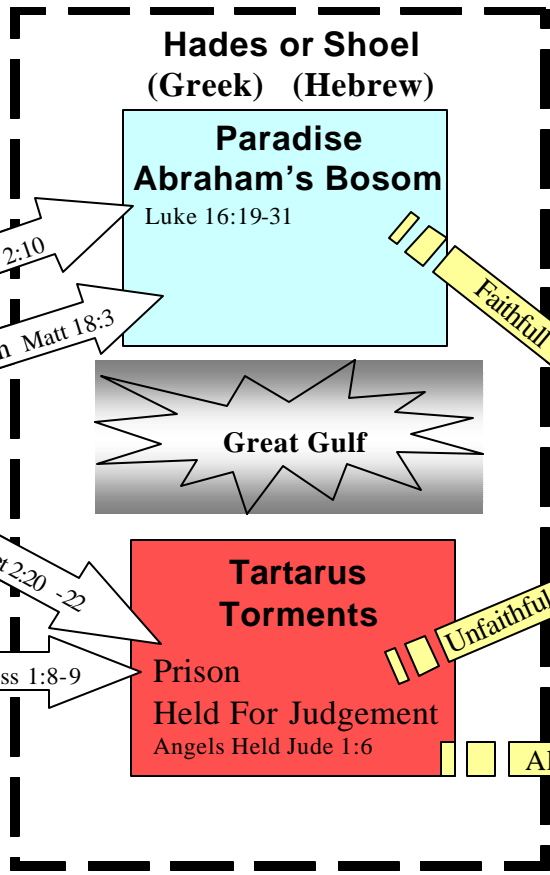 Hades or Shoel
(Greek) (Hebrew)
Paradise
Abraham's Bosom
Luke 16:19-31
2:10
Matt 18:3
Faithfull
Great Gulf
2:20 -22
1:8-9
Tartarus
Torments
Prison
Held For Judgement
Angels Held Jude 1:6
Unfaithful